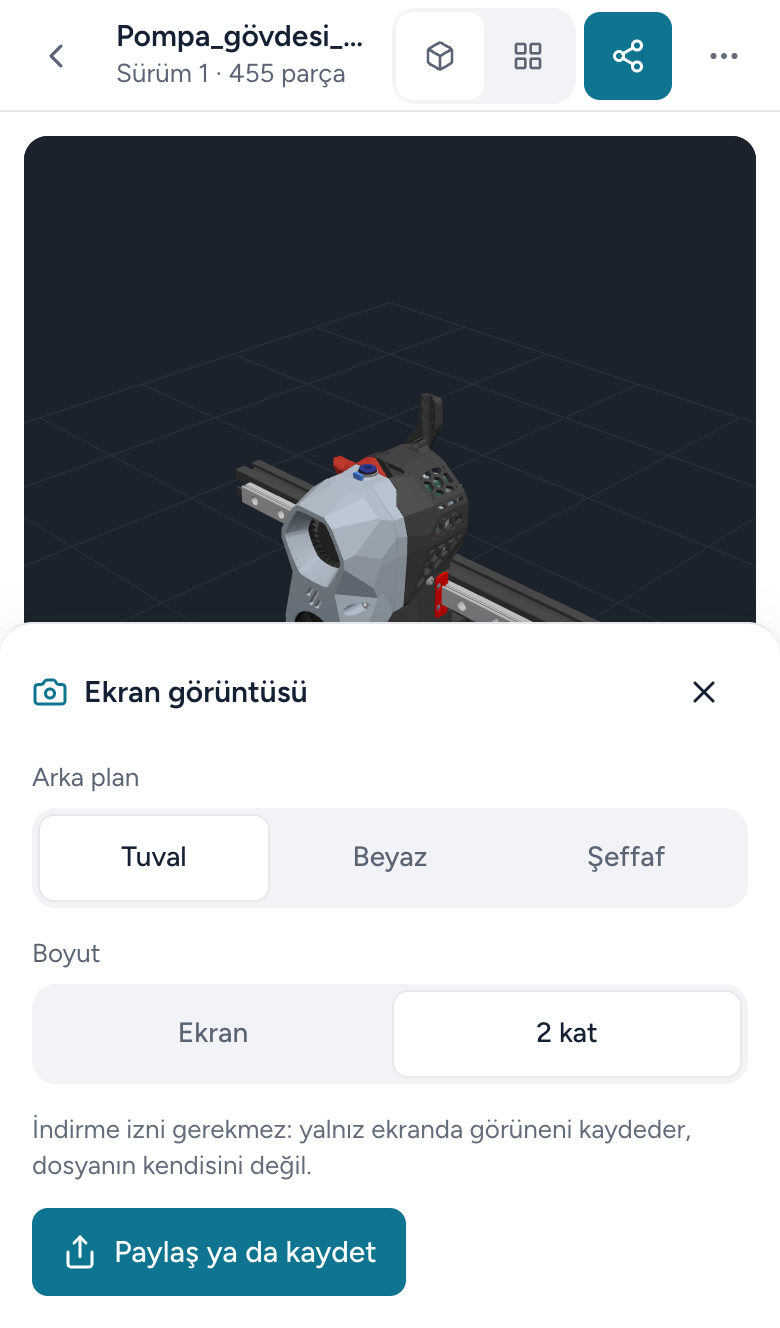 Pompa_gövdesi_...
Sürüm 1 · 455 parça
Ekran görüntüsü
Arka plan
Tuval
Beyaz
Şeffaf
Boyut
Ekran
2 kat
İndirme izni gerekmez: yalnız ekranda görüneni kaydeder,
dosyanın kendisini değil.
Paylaş ya da kaydet